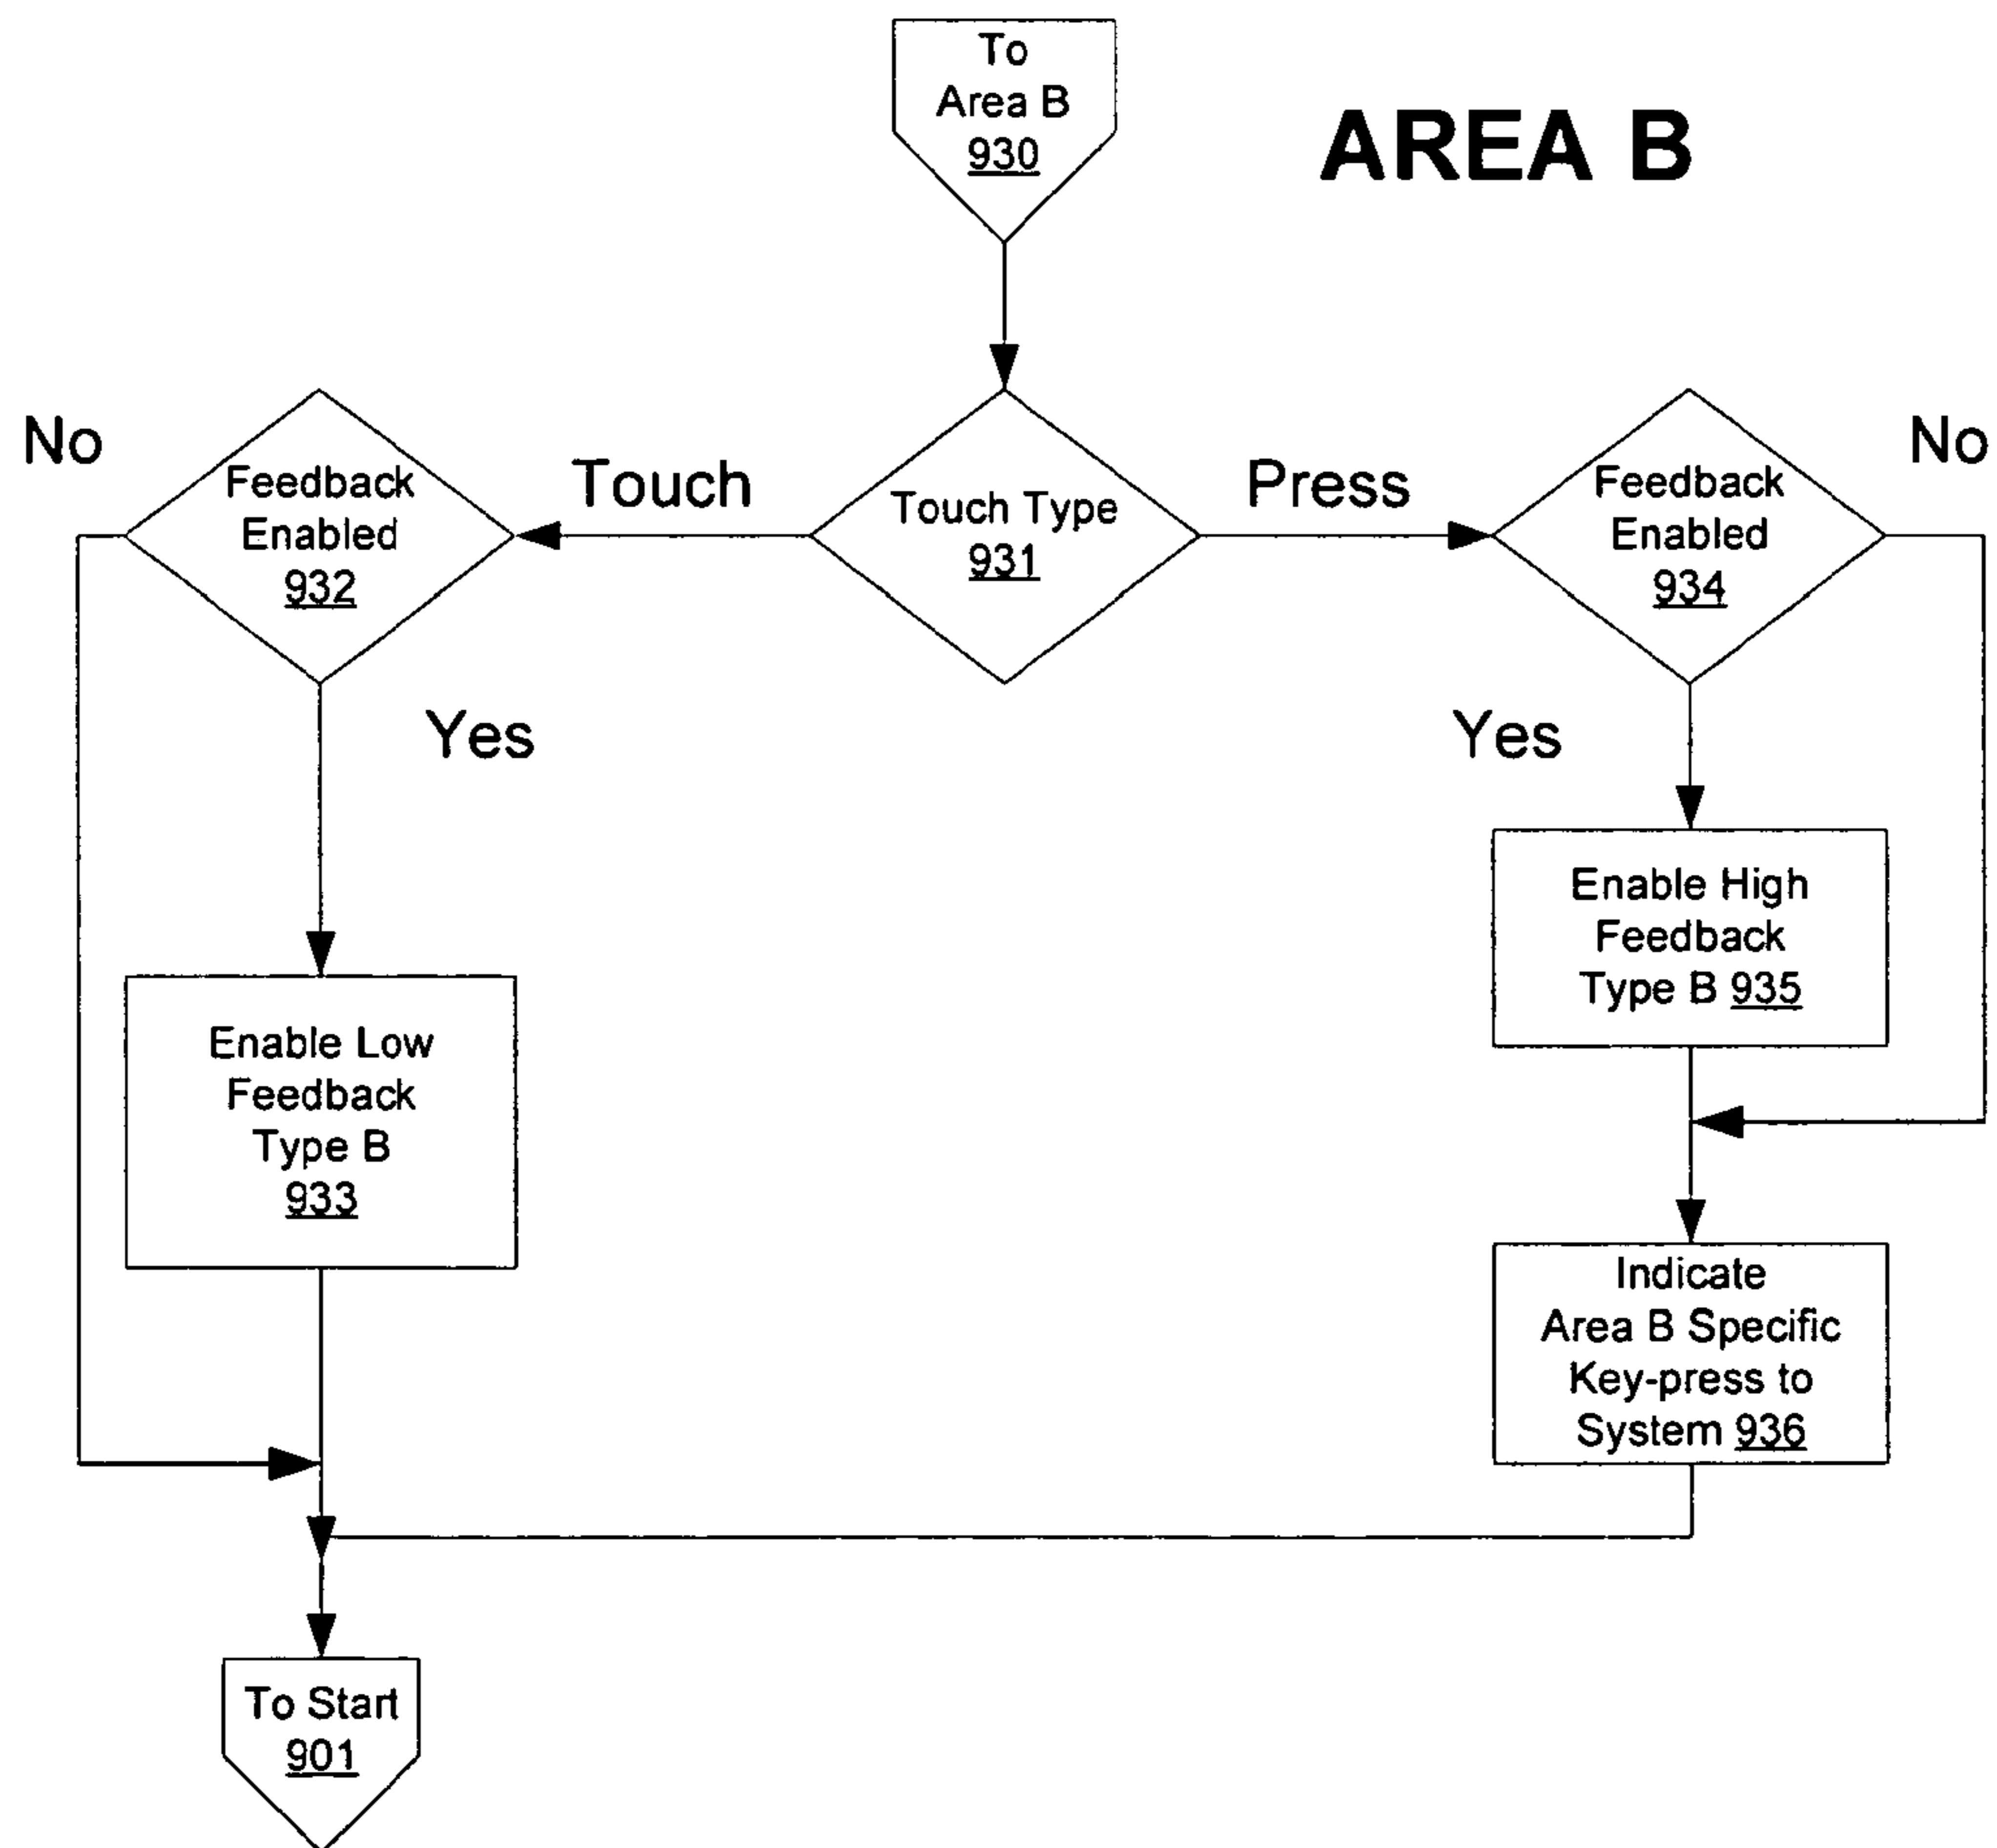 To
Area B
930
AREA B
No
Feedback
Enabled
932
Touch
Touch Type
931
Press
Feedback
Enabled
934
No
Yes
Yes
Enable High
Feedback
Type B 935
Enable Low
Feedback
Type B
933
Indicate
Area B Specific
Key-press to
System 936
To Start
901